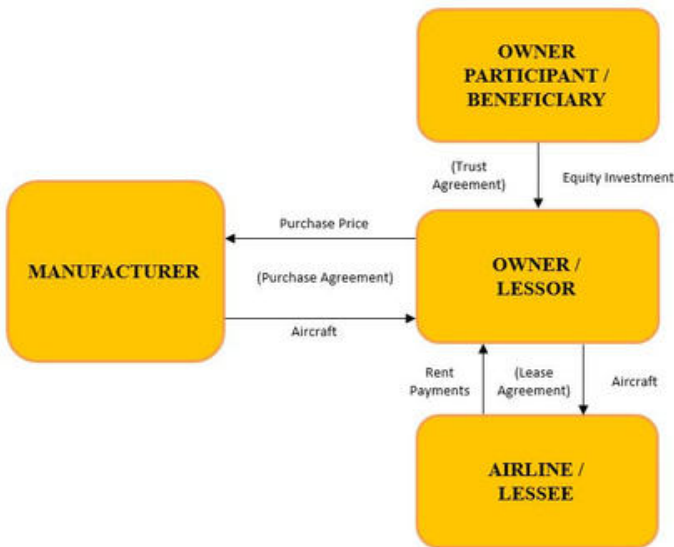 OWNER
PARTICIPANT /
BENEFICIARY
(Trust
Agreement)
Equity Investment
MANUFACTURER
Purchase Price
(Purchase Agreement)
Aircraft
OWNER /
LESSOR
Rent
Payments
(Lease
Agreement)
Aircraft
AIRLINE /
LESSEE